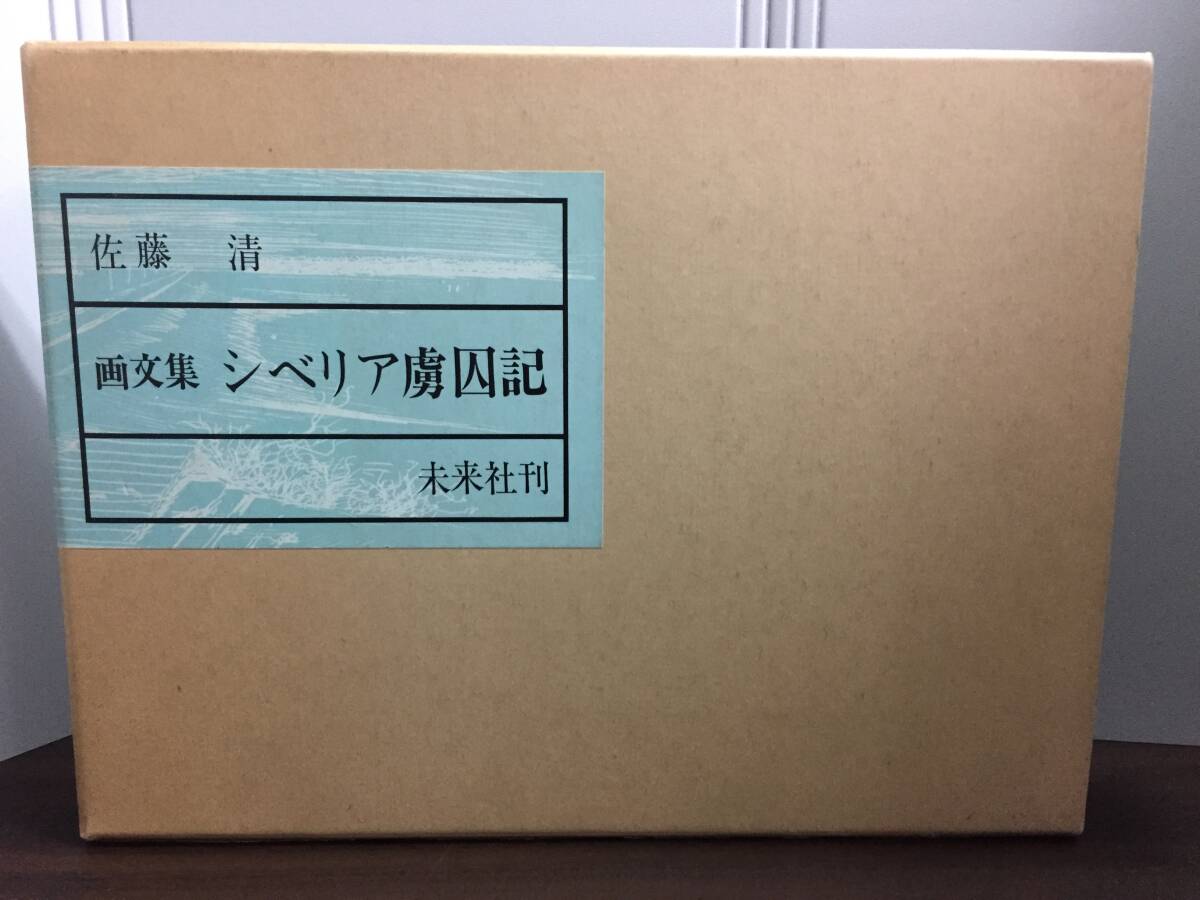 佐藤 清
画文集 シベリア虜囚記
未来社刊